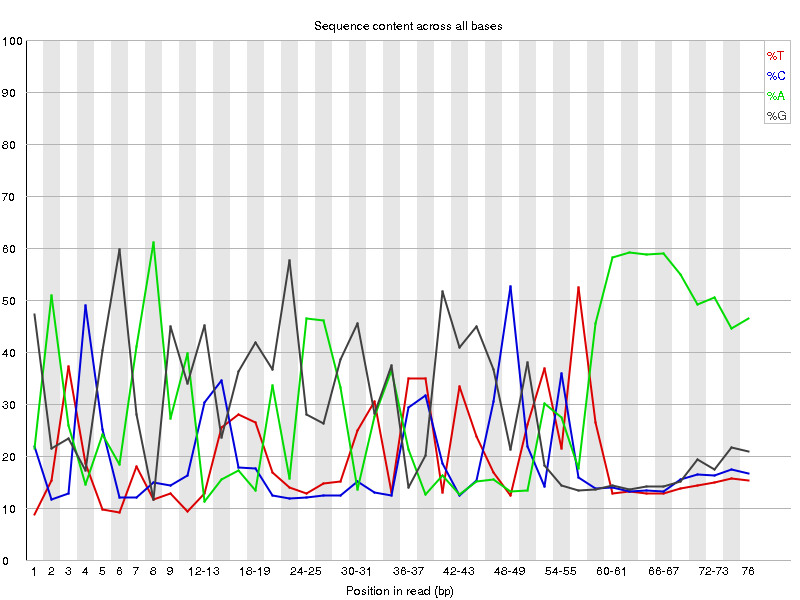 Sequence content across all bases
100
90
80
70
60
50
40
30
20
10
0
%T
%C
%A
%G
1 2 3 4 5 6 7 8 9 12-13 18-19 24-25 30-31 36-37 42-43 48-49 54-55 60-61 66-67 72-73 76
Position in read (bp)